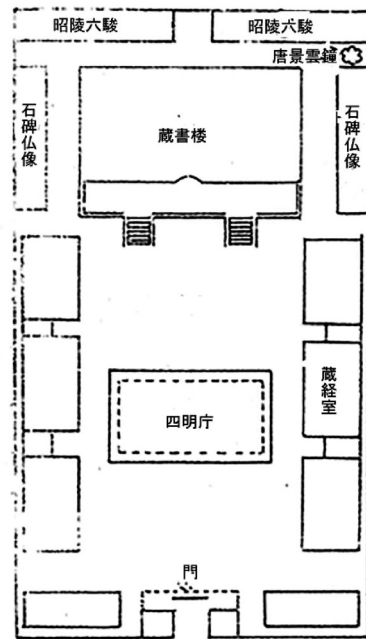 昭陵六駿
昭陵六駿
唐景雲鐘
石碑仏像
蔵書楼
石碑仏像
蔵経室
四明庁
門